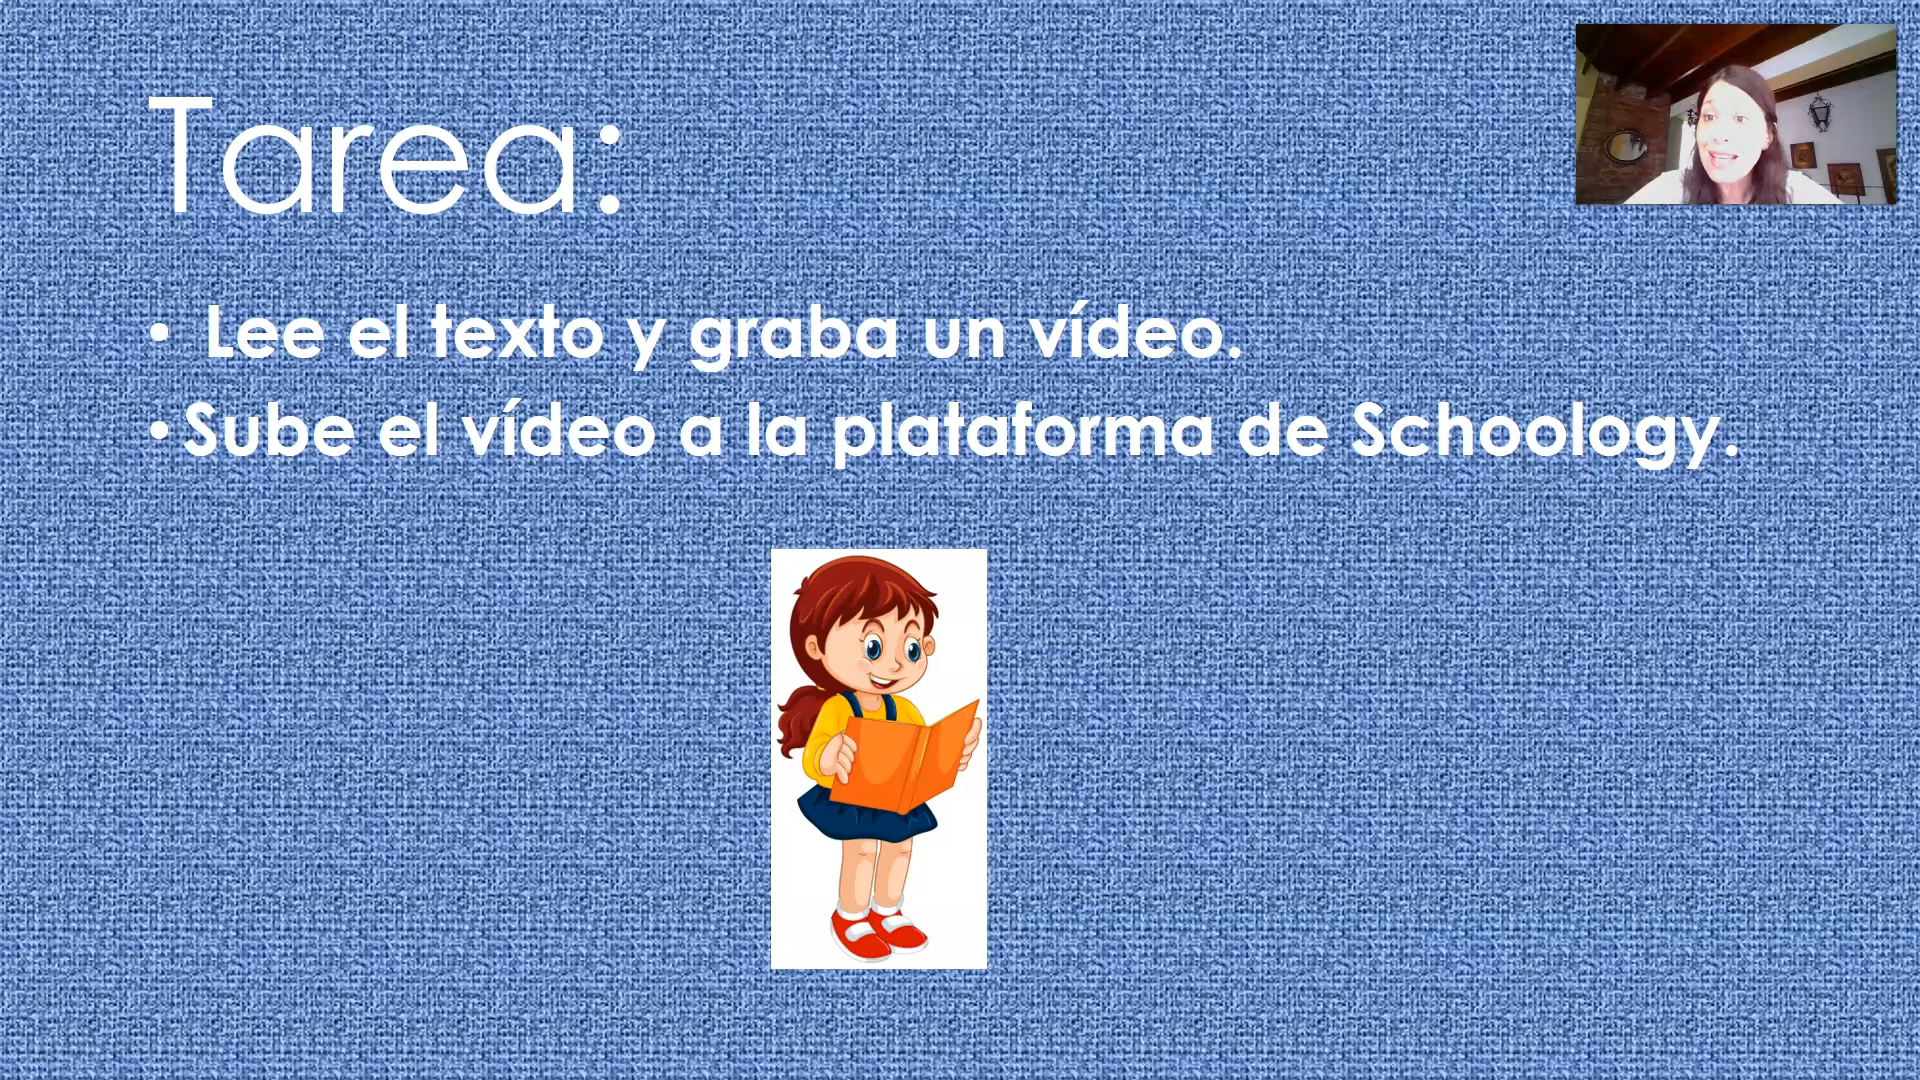 Tarea:
• Lee el texto y graba un vídeo.
• Sube el vídeo a la plataforma de Schoology.